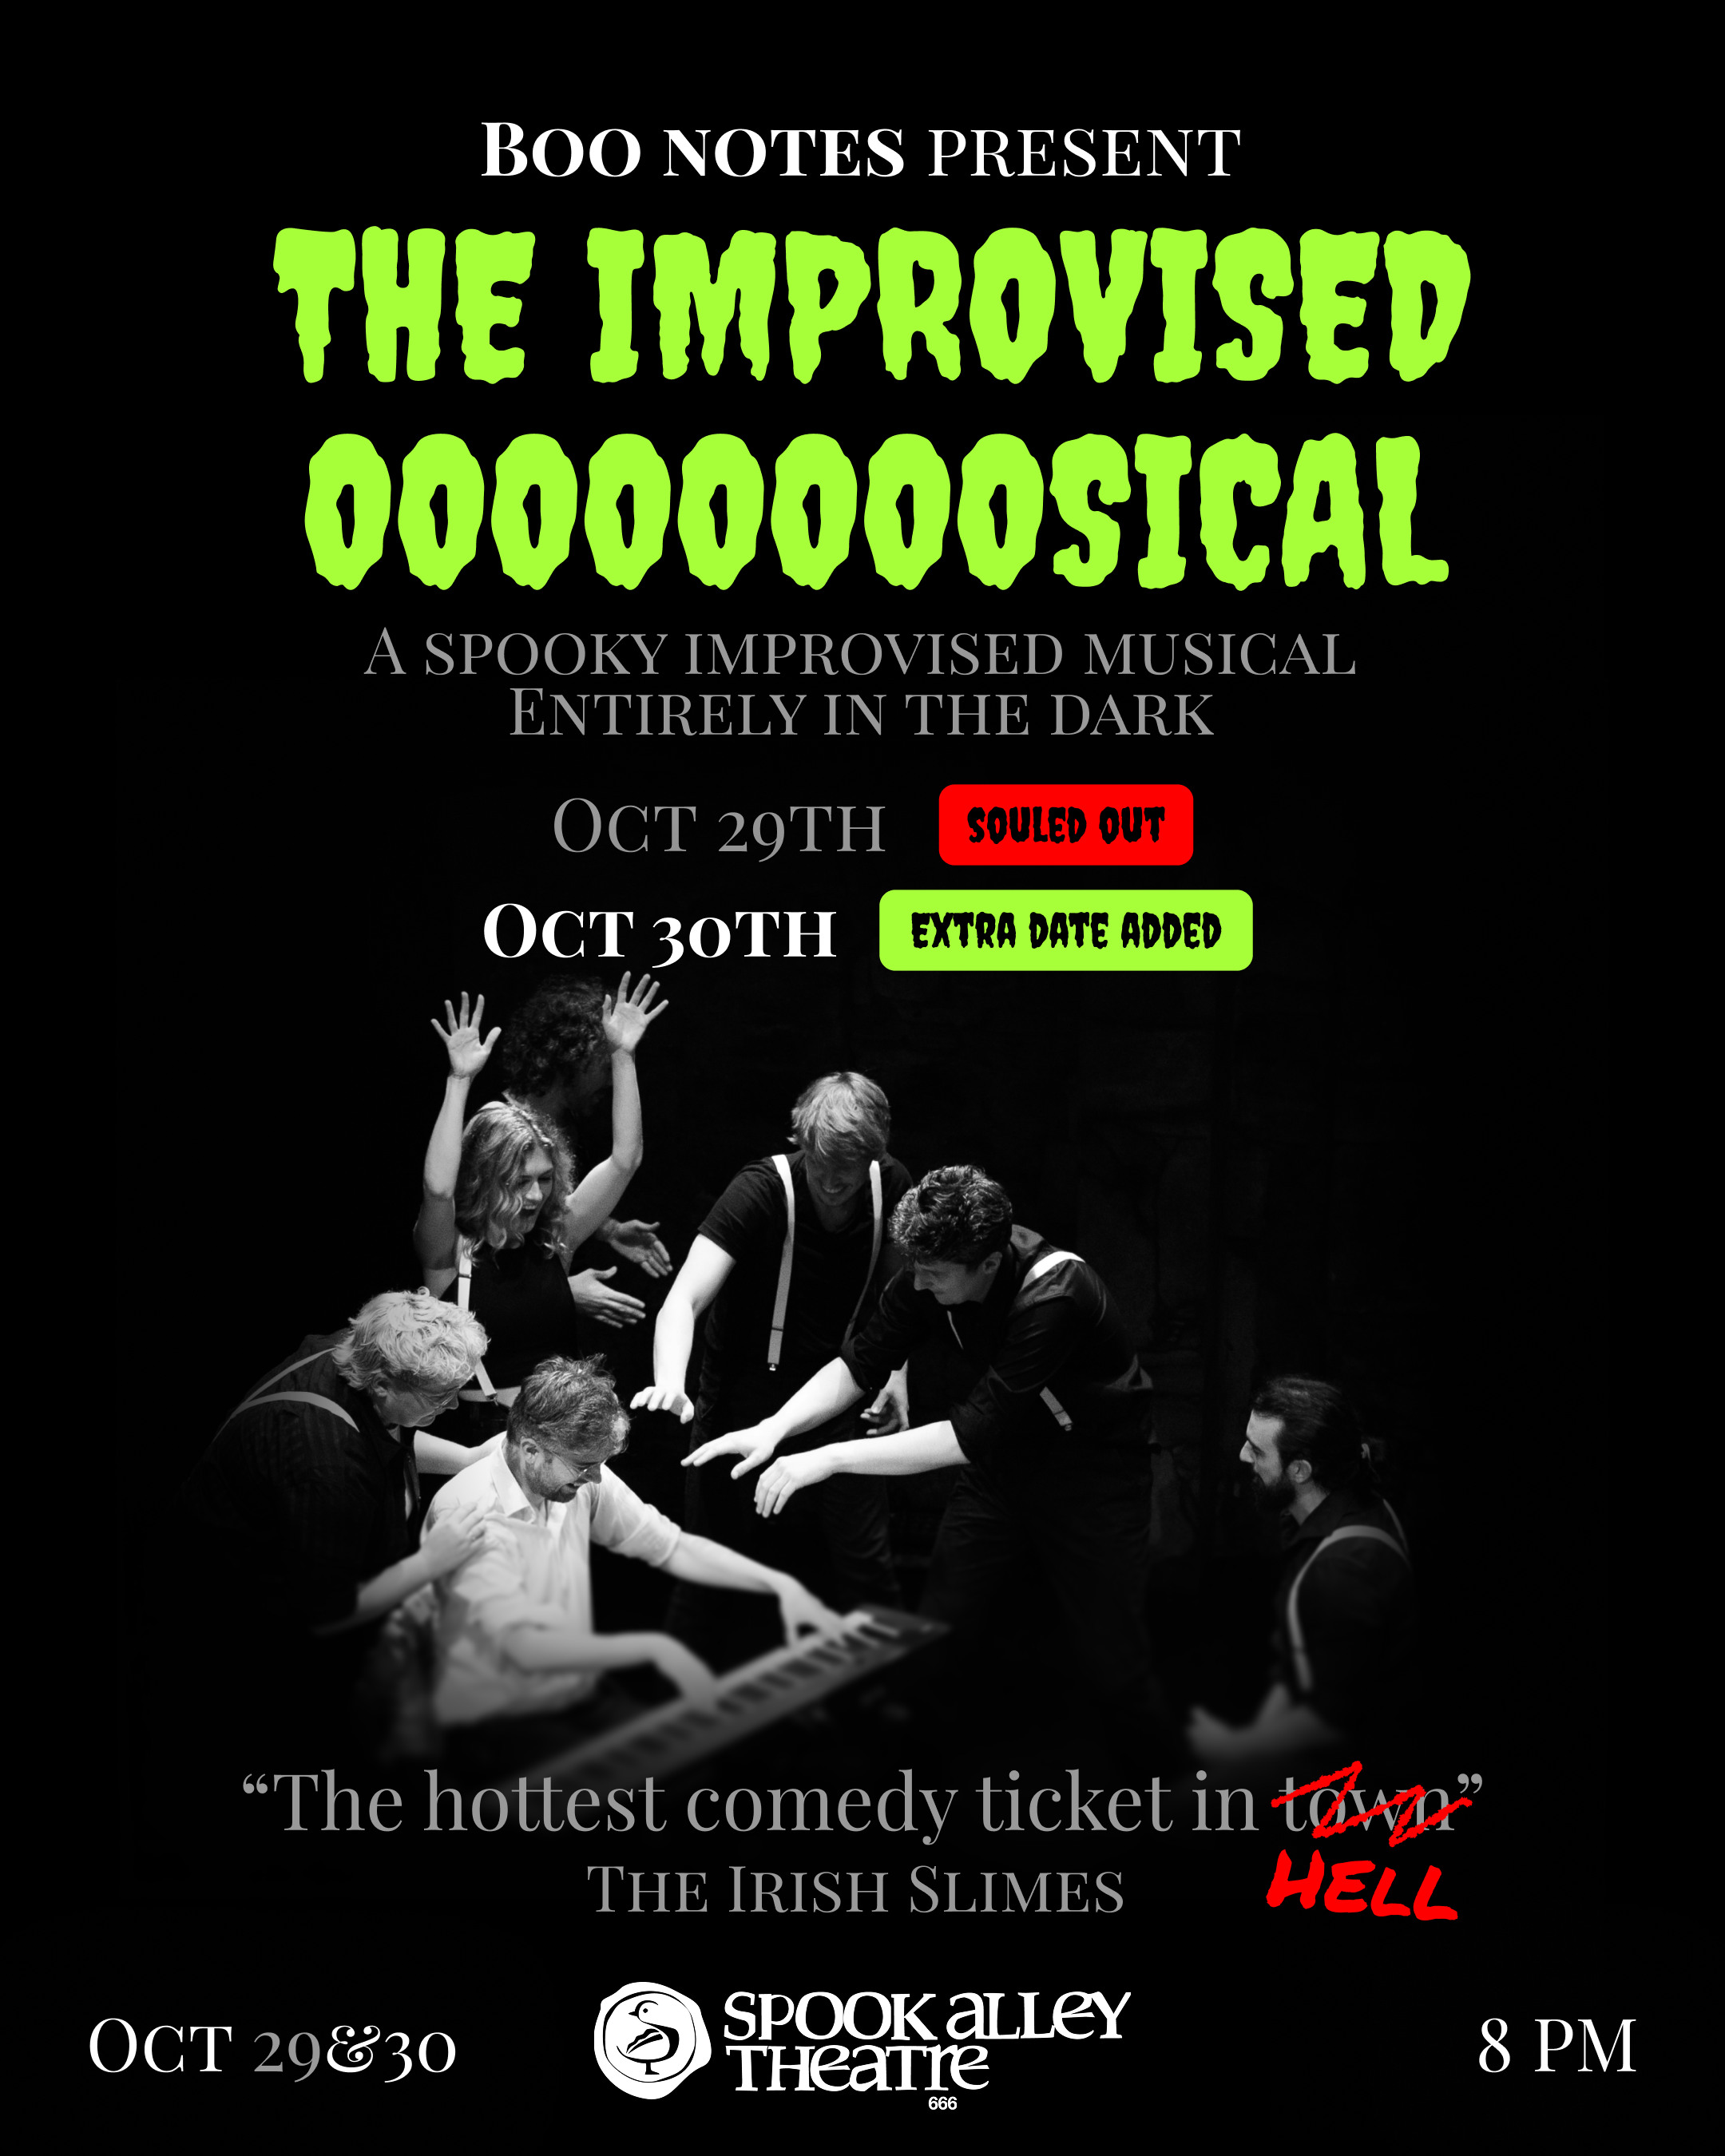 Boo notes present
THE IMPROVISED
OOOOOOOOSICAL
A spooky improvised musical
Entirely in the dark
Oct 29th SOULED OUT
Oct 30th EXTRA DATE ADDED
“The hottest comedy ticket in town”
HELL
The Irish Slimes
Oct 29&30
SPOOK ALLEY
THEATRE
666
8 PM